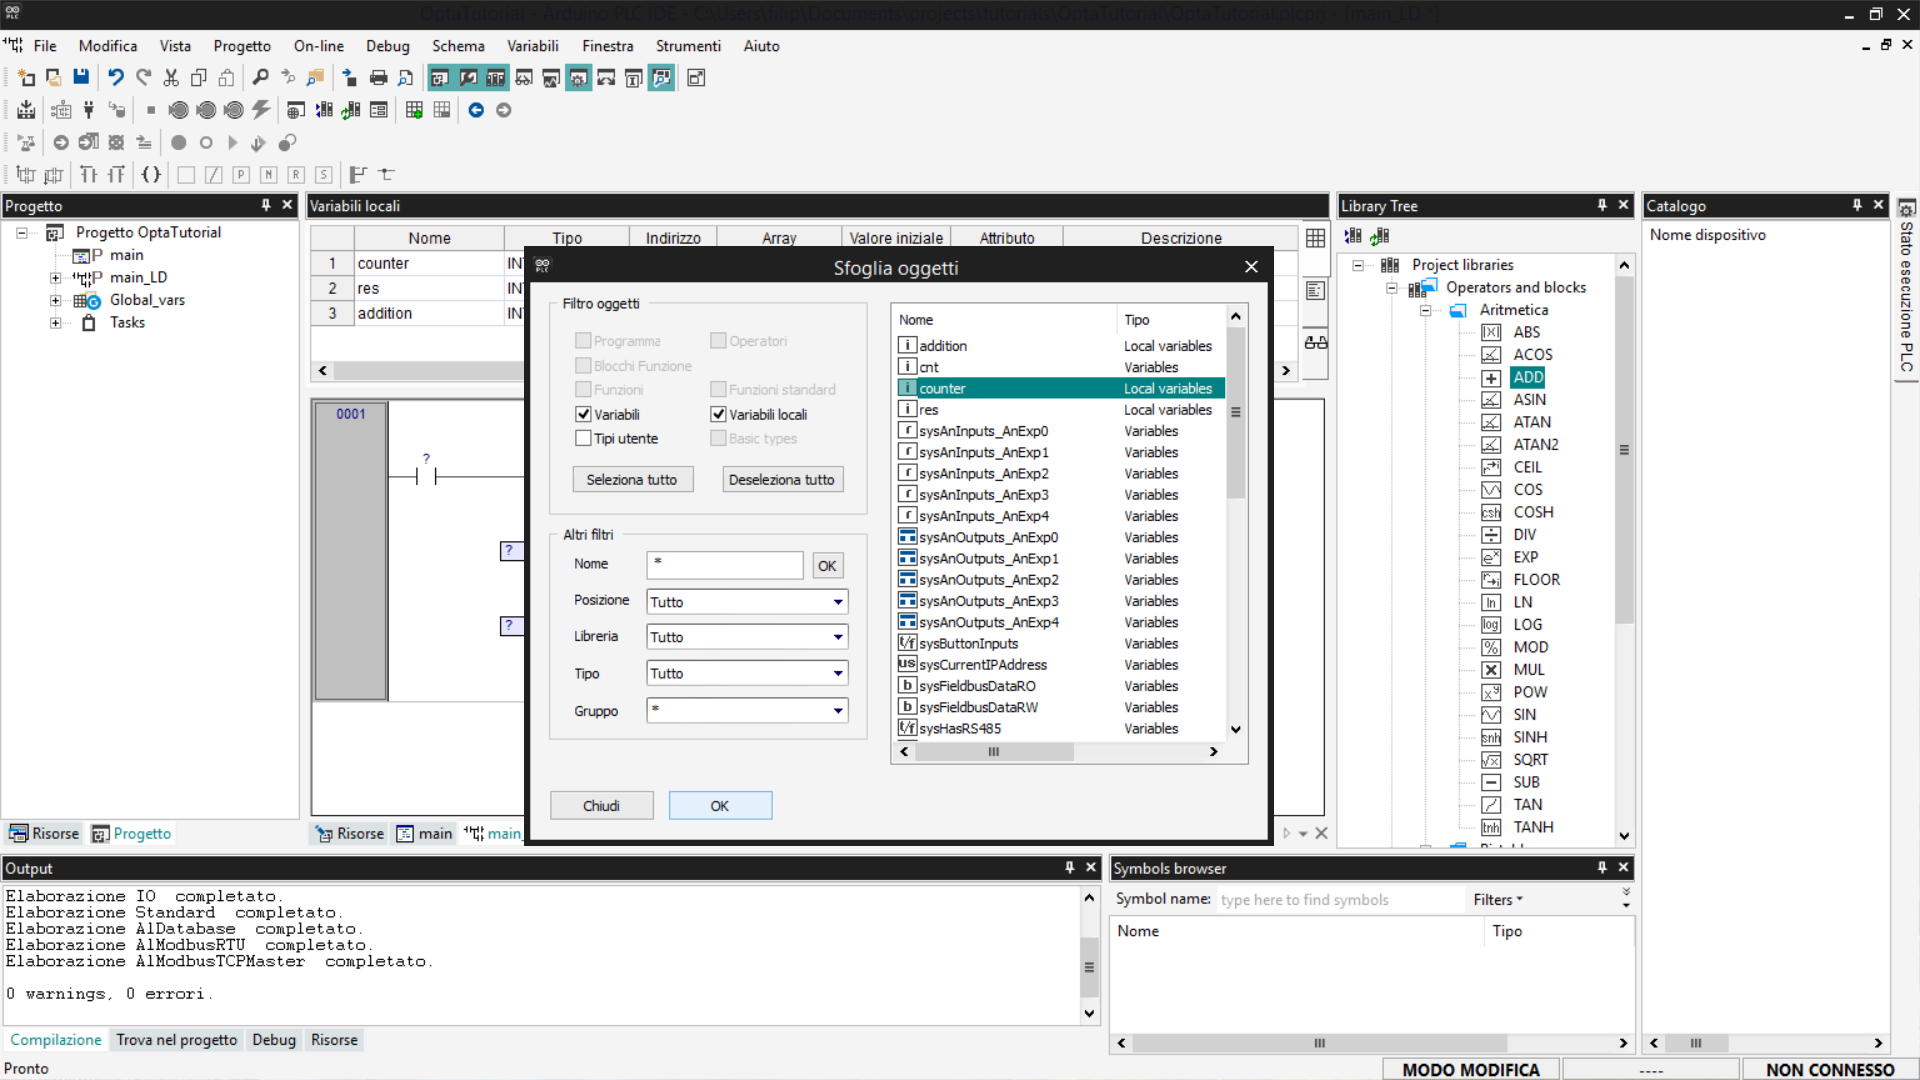 OptaTutorial - Arduino PLC IDE - C:\Users\filip\Documents\projects\tutorials\OptaTutorial\OptaTutorial.plcprj - [main_LD *]
File Modifica Vista Progetto On-line Debug Schema Variabili Finestra Strumenti Aiuto
Progetto
Progetto OptaTutorial
P main
P main_LD
Global_vars
Tasks
Risorse Progetto
Variabili locali
Nome Tipo Indirizzo Array Valore iniziale Attributo Descrizione
1 counter
2 res
3 addition
0001
?
?
?
Risorse main
Sfoglia oggetti
Filtro oggetti
Programma Operatori
Blocchi Funzione
Funzioni Funzioni standard
Variabili Variabili locali
Tipi utente Basic types
Seleziona tutto Deseleziona tutto
Altri filtri
Nome * OK
Posizione Tutto
Libreria Tutto
Tipo Tutto
Gruppo *
Nome Tipo
addition Local variables
cnt Variables
counter Local variables
res Local variables
sysAnInputs_AnExp0 Variables
sysAnInputs_AnExp1 Variables
sysAnInputs_AnExp2 Variables
sysAnInputs_AnExp3 Variables
sysAnInputs_AnExp4 Variables
sysAnOutputs_AnExp0 Variables
sysAnOutputs_AnExp1 Variables
sysAnOutputs_AnExp2 Variables
sysAnOutputs_AnExp3 Variables
sysAnOutputs_AnExp4 Variables
sysButtonInputs Variables
sysCurrentIPAddress Variables
sysFieldbusDataRO Variables
sysFieldbusDataRW Variables
sysHasRS485 Variables
Chiudi OK
Library Tree
Project libraries
Operators and blocks
Aritmetica
ABS
ACOS
ADD
ASIN
ATAN
ATAN2
CEIL
COS
COSH
DIV
EXP
FLOOR
LN
LOG
MOD
MUL
POW
SIN
SINH
SQRT
SUB
TAN
TANH
Catalogo
Nome dispositivo
Stato esecuzione PLC
Output
Elaborazione IO completato.
Elaborazione Standard completato.
Elaborazione AlDatabase completato.
Elaborazione AlModbusRTU completato.
Elaborazione AlModbusTCPMaster completato.
0 warnings, 0 errori.
Compilazione Trova nel progetto Debug Risorse
Symbols browser
Symbol name: type here to find symbols Filters
Nome Tipo
Pronto
MODO MODIFICA ---- NON CONNESSO